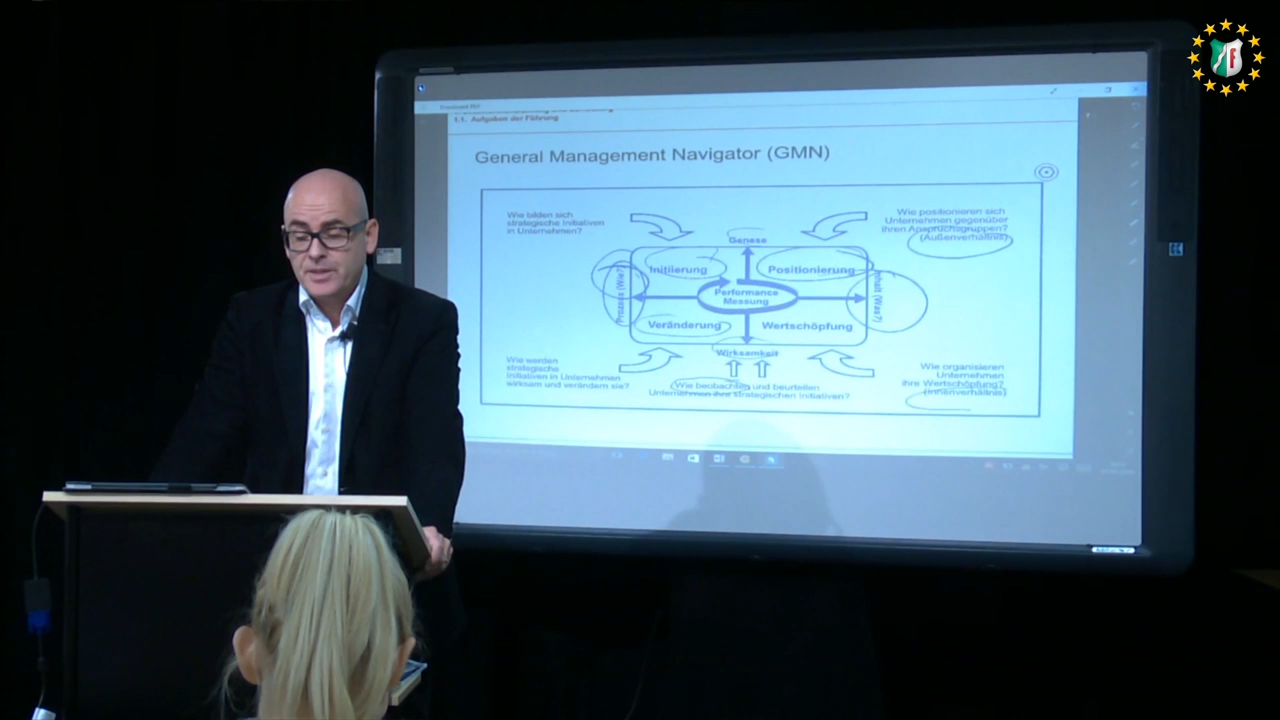 Download PDF
1.1. Aufgaben der Führung
General Management Navigator (GMN)
Wie bilden sich
strategische Initiativen
in Unternehmen?
Wie positionieren sich
Unternehmen gegenüber
ihren Anspruchsgruppen?
(Außenverhältnis)
Genese
Initiierung
Positionierung
Prozess (Wie?)
Performance
Messung
Inhalt (Was?)
Veränderung
Wertschöpfung
Wirksamkeit
Wie werden
strategische
Initiativen in Unternehmen
wirksam und verändern sie?
Wie beobachten und beurteilen
Unternehmen ihre strategischen Initiativen?
Wie organisieren
Unternehmen
ihre Wertschöpfung?
(Innenverhältnis)
F